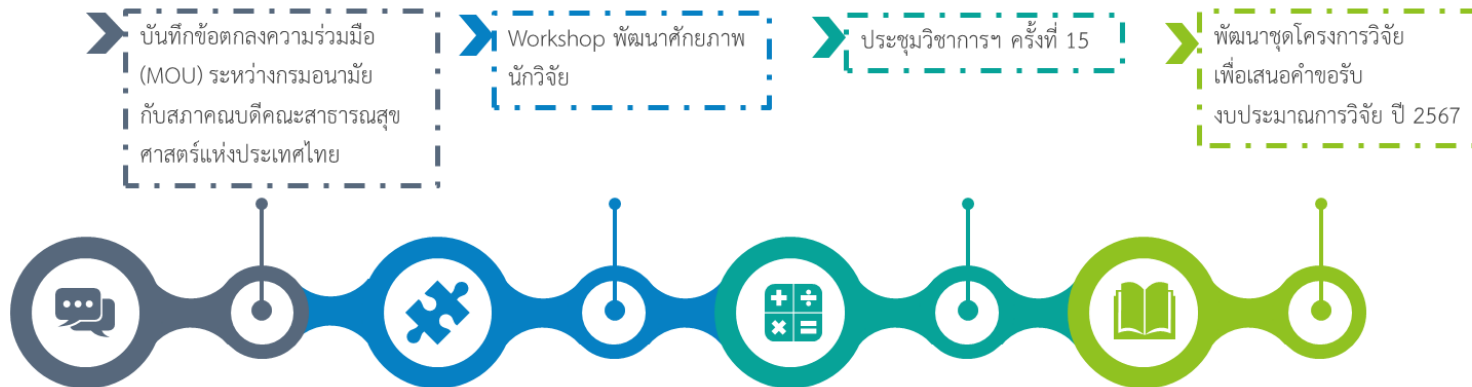 บันทึกข้อตกลงความร่วมมือ
(MOU) ระหว่างกรมอนามัย
กับสภาคณบดีคณะสาธารณสุข
ศาสตร์แห่งประเทศไทย
Workshop พัฒนาศักยภาพ
นักวิจัย
ประชุมวิชาการฯ ครั้งที่ 15
พัฒนาชุดโครงการวิจัย
เพื่อเสนอคำขอรับ
งบประมาณการวิจัย ปี 2567